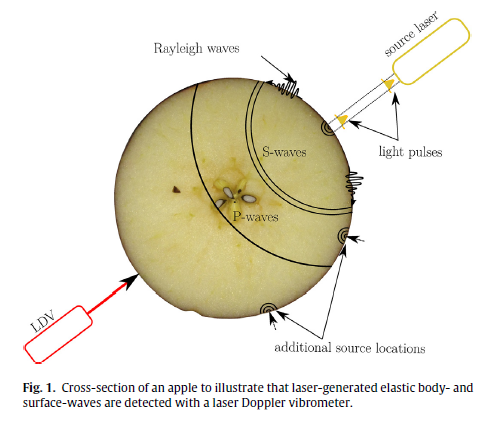 Rayleigh waves
source laser
S-waves
light pulses
P-waves
LDV
additional source locations
Fig. 1. Cross-section of an apple to illustrate that laser-generated elastic body- and
surface-waves are detected with a laser Doppler vibrometer.